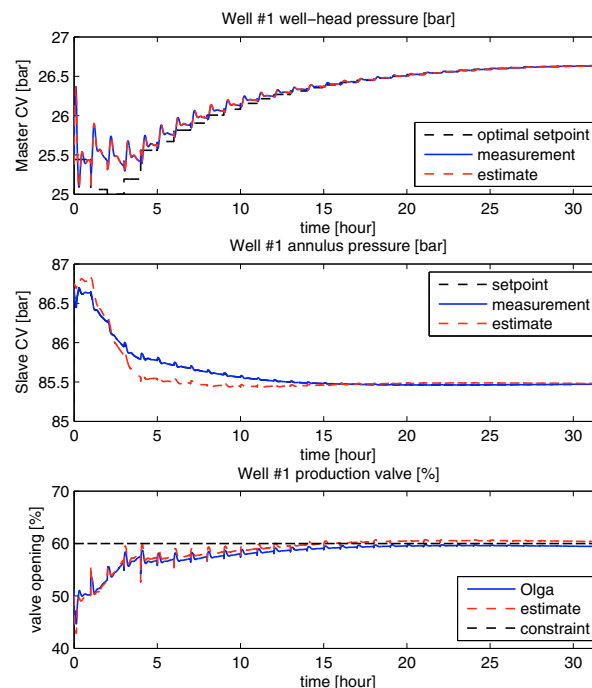 Well #1 well-head pressure [bar]
Master CV [bar]
27
26.5
26
25.5
25
optimal setpoint
measurement
estimate
0 5 10 15 20 25 30
time [hour]
Well #1 annulus pressure [bar]
Slave CV [bar]
87
86.5
86
85.5
85
setpoint
measurement
estimate
0 5 10 15 20 25 30
time [hour]
Well #1 production valve [%]
valve opening [%]
70
60
50
40
Olga
estimate
constraint
0 5 10 15 20 25 30
time [hour]